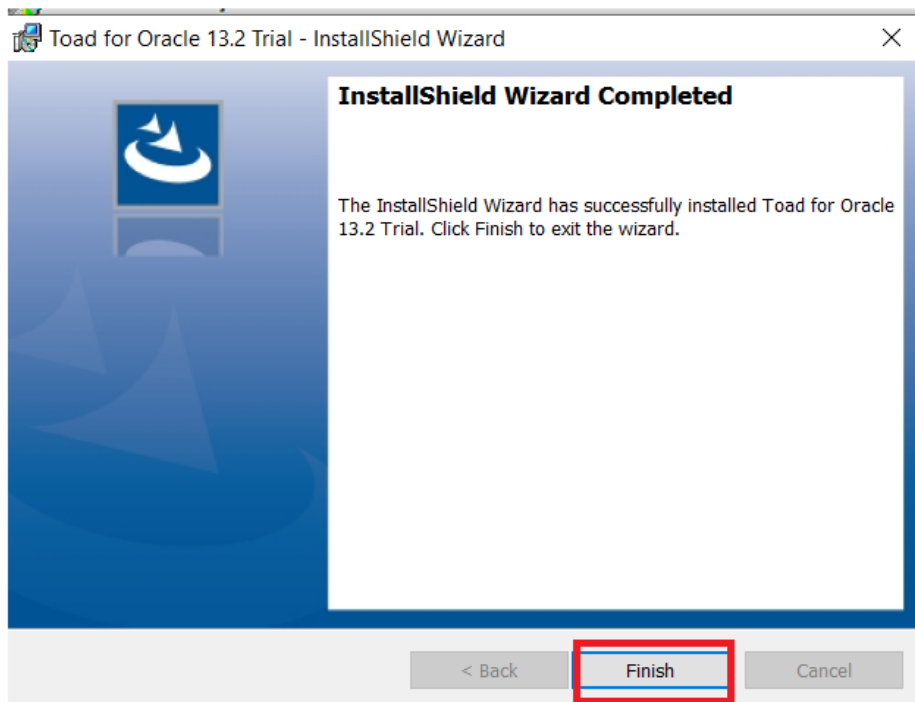 Toad for Oracle 13.2 Trial - InstallShield Wizard
InstallShield Wizard Completed
The InstallShield Wizard has successfully installed Toad for Oracle
13.2 Trial. Click Finish to exit the wizard.
< Back
Finish
Cancel